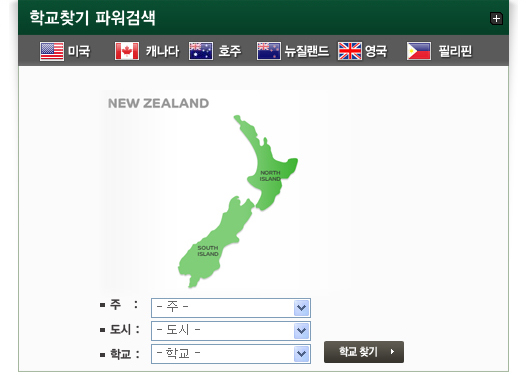 학교찾기 파워검색
미국 캐나다 호주 뉴질랜드 영국 필리핀
NEW ZEALAND
NORTH
ISLAND
SOUTH
ISLAND
주 : - 주 -
도시 : - 도시 -
학교 : - 학교 - 학교 찾기